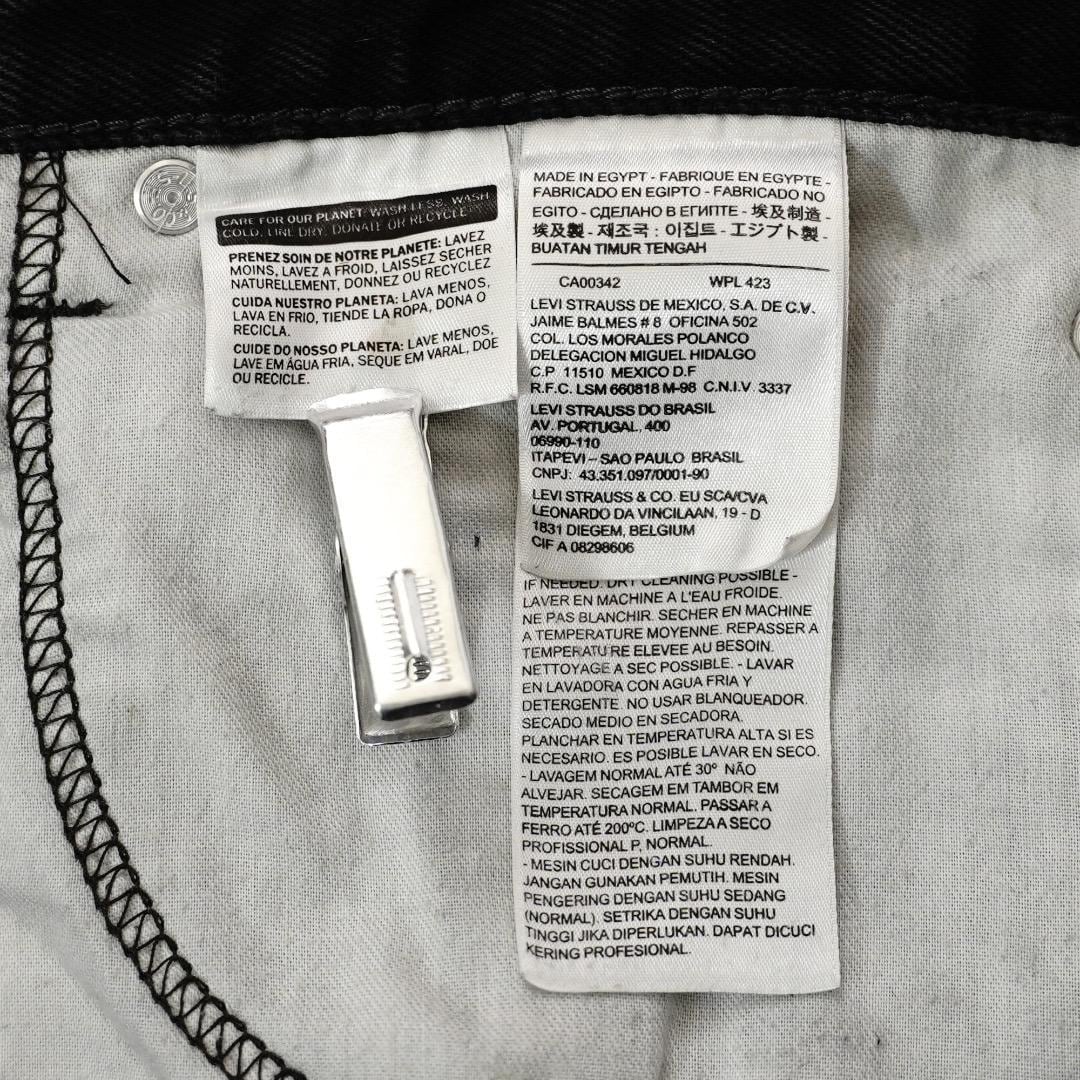 CARE FOR OUR PLANET: WASH LESS, WASH
COLD, LINE DRY, DONATE OR RECYCLE
PRENEZ SOIN DE NOTRE PLANETE: LAVEZ
MOINS, LAVEZ A FROID, LAISSEZ SECHER
NATURELLEMENT, DONNEZ OU RECYCLEZ
CUIDA NUESTRO PLANETA: LAVA MENOS,
LAVA EN FRIO, TIENDE LA ROPA, DONA O
RECICLA.
CUIDE DO NOSSO PLANETA: LAVE MENOS,
LAVE EM ÁGUA FRIA, SEQUE EM VARAL, DOE
OU RECICLE.
MADE IN EGYPT - FABRIQUE EN EGYPTE -
FABRICADO EN EGIPTO - FABRICADO NO
EGITO - СДЕЛАНО В ЕГИПТЕ - 埃及制造 -
埃及製 - 제조국 : 이집트 - エジプト製 -
BUATAN TIMUR TENGAH
CA00342 WPL 423
LEVI STRAUSS DE MEXICO, S.A. DE C.V.
JAIME BALMES # 8 OFICINA 502
COL. LOS MORALES POLANCO
DELEGACION MIGUEL HIDALGO
C.P 11510 MEXICO D.F
R.F.C. LSM 660818 M-98 C.N.I.V. 3337
LEVI STRAUSS DO BRASIL
AV. PORTUGAL, 400
06990-110
ITAPEVI – SAO PAULO BRASIL
CNPJ: 43.351.097/0001-90
LEVI STRAUSS & CO. EU SCA/CVA
LEONARDO DA VINCILAAN, 19 - D
1831 DIEGEM, BELGIUM
CIF A 08298606
IF NEEDED. DRY CLEANING POSSIBLE -
LAVER EN MACHINE A L'EAU FROIDE.
NE PAS BLANCHIR. SECHER EN MACHINE
A TEMPERATURE MOYENNE. REPASSER A
TEMPERATURE ELEVEE AU BESOIN.
NETTOYAGE A SEC POSSIBLE. - LAVAR
EN LAVADORA CON AGUA FRIA Y
DETERGENTE. NO USAR BLANQUEADOR.
SECADO MEDIO EN SECADORA.
PLANCHAR EN TEMPERATURA ALTA SI ES
NECESARIO. ES POSIBLE LAVAR EN SECO.
- LAVAGEM NORMAL ATÉ 30º NÃO
ALVEJAR. SECAGEM EM TAMBOR EM
TEMPERATURA NORMAL. PASSAR A
FERRO ATÉ 200ºC. LIMPEZA A SECO
PROFISSIONAL P, NORMAL.
- MESIN CUCI DENGAN SUHU RENDAH.
JANGAN GUNAKAN PEMUTIH. MESIN
PENGERING DENGAN SUHU SEDANG
(NORMAL). SETRIKA DENGAN SUHU
TINGGI JIKA DIPERLUKAN. DAPAT DICUCI
KERING PROFESIONAL.